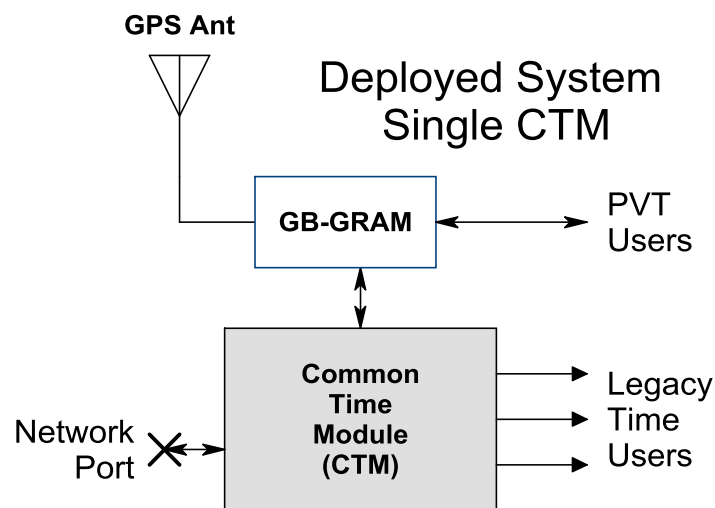 GPS Ant
Deployed System
Single CTM
GB-GRAM
PVT
Users
Common
Time
Module
(CTM)
Legacy
Time
Users
Network
Port